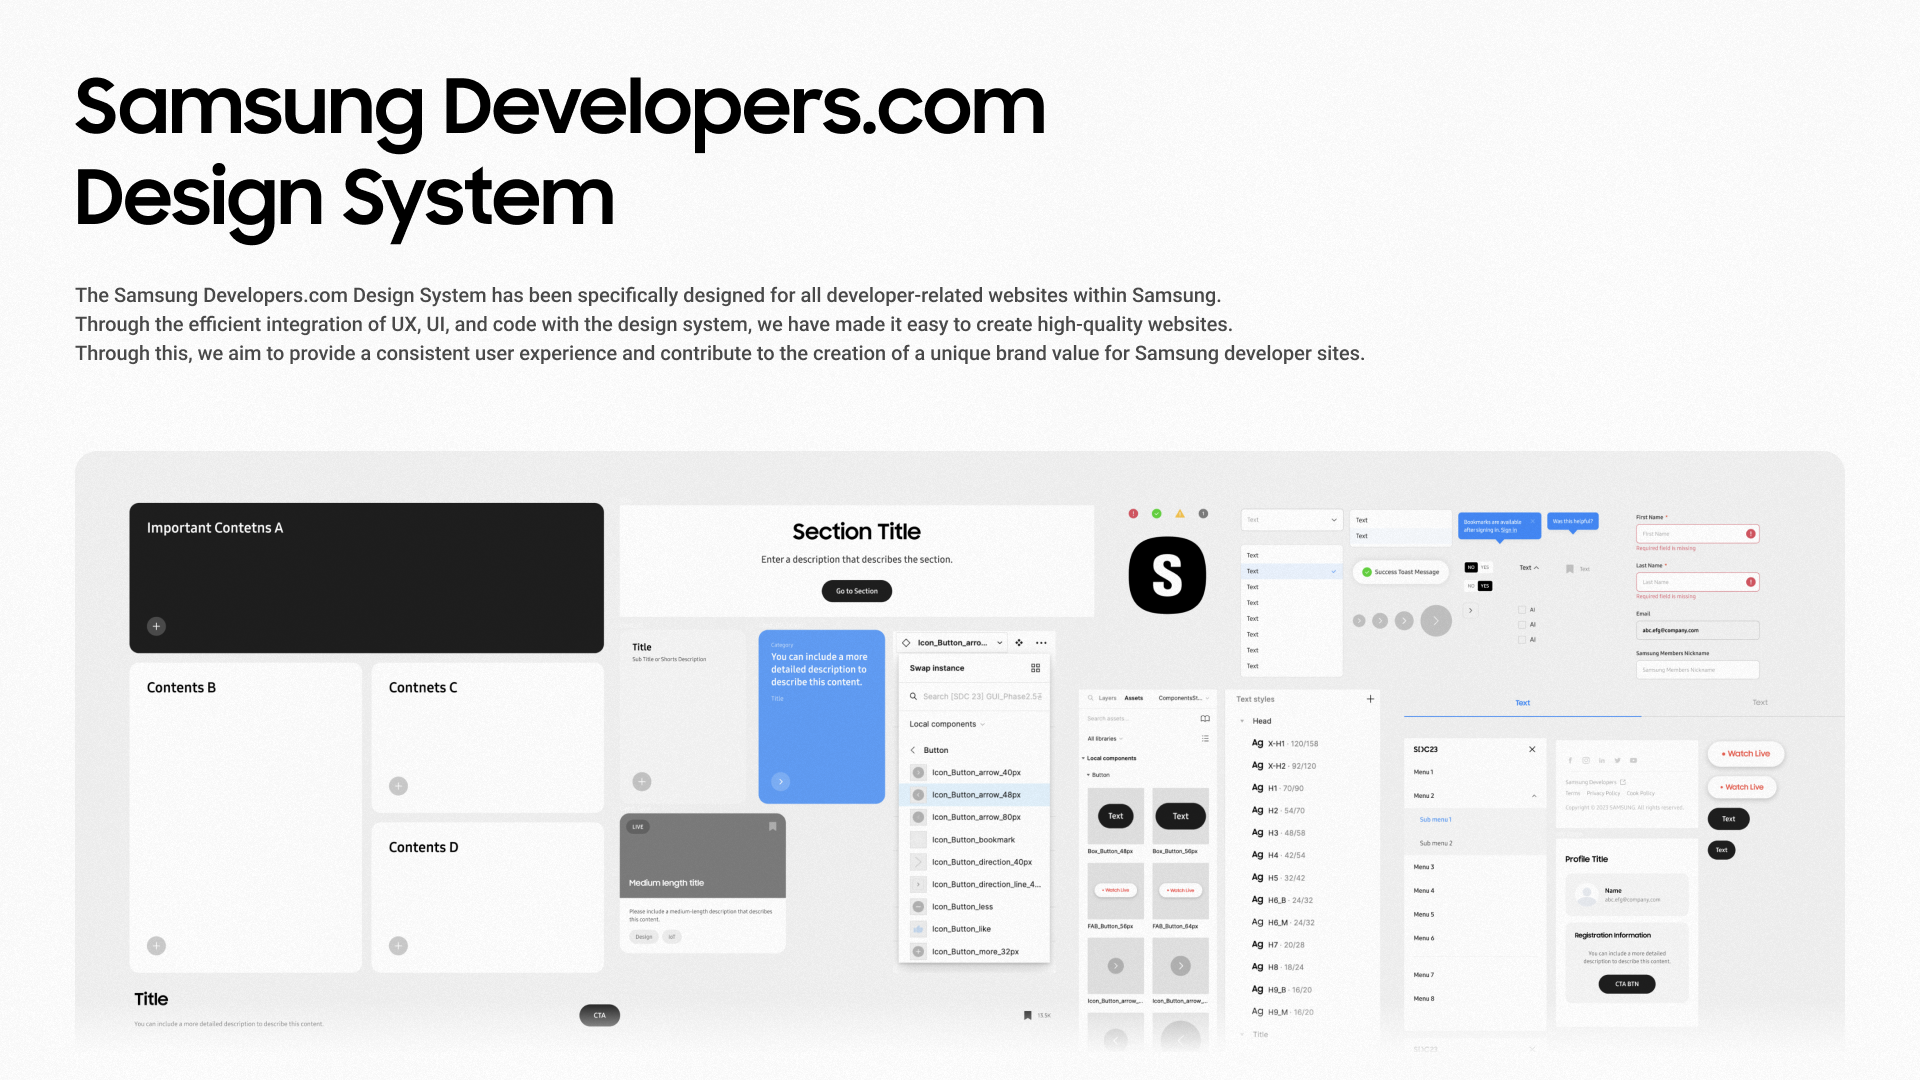 Samsung Developers.com
Design System
The Samsung Developers.com Design System has been specifically designed for all developer-related websites within Samsung.
Through the efficient integration of UX, UI, and code with the design system, we have made it easy to create high-quality websites.
Through this, we aim to provide a consistent user experience and contribute to the creation of a unique brand value for Samsung developer sites.
Important Contetns A
Contents B
Contnets C
Contents D
Title
You can include a more detailed description to describe this content.
CTA
Section Title
Enter a description that describes the section.
Go to Section
Title
Sub Title or Shorts Description
Category
You can include a more
detailed description to
describe this content.
Title
LIVE
Medium length title
Please include a medium-length description that describes
this content.
Design
IoT
13.5K
Icon_Button_arro...
Swap instance
Search [SDC 23] GUI_Phase2.5
Local components
Button
Icon_Button_arrow_40px
Icon_Button_arrow_48px
Icon_Button_arrow_80px
Icon_Button_bookmark
Icon_Button_direction_40px
Icon_Button_direction_line_4...
Icon_Button_less
Icon_Button_like
Icon_Button_more_32px
S
Text
Text
Text
Text
Text
Text
Text
Text
Text
Text
Text
Success Toast Message
Bookmarks are available
after signing in. Sign in
Was this helpful?
NO YES
NO YES
Text
Text
AI
AI
AI
First Name *
First Name
Required field is missing
Last Name *
Last Name
Required field is missing
Email
abc.efg@company.com
Samsung Members Nickname
Samsung Members Nickname
Layers Assets ComponentsSt...
Search assets...
All libraries
Local components
Button
Text
Text
Box_Button_48px
Box_Button_56px
Watch Live
Watch Live
FAB_Button_56px
FAB_Button_64px
Icon_Button_arrow_...
Icon_Button_arrow_...
Text styles
Head
Ag X-H1 · 120/158
Ag X-H2 · 92/120
Ag H1 · 70/90
Ag H2 · 54/70
Ag H3 · 48/58
Ag H4 · 42/54
Ag H5 · 32/42
Ag H6_B · 24/32
Ag H6_M · 24/32
Ag H7 · 20/28
Ag H8 · 18/24
Ag H9_B · 16/20
Ag H9_M · 16/20
Title
Text
Text
S()C23
Menu 1
Menu 2
Sub menu 1
Sub menu 2
Menu 3
Menu 4
Menu 5
Menu 6
Menu 7
Menu 8
S()C23
Samsung Developers
Terms Privacy Policy Cook Policy
Copyright © 2023 SAMSUNG. All rights reserved.
Profile Title
Name
abc.efg@company.com
Registration Information
You can include a more detailed
description to describe this content.
CTA BTN
Watch Live
Watch Live
Text
Text